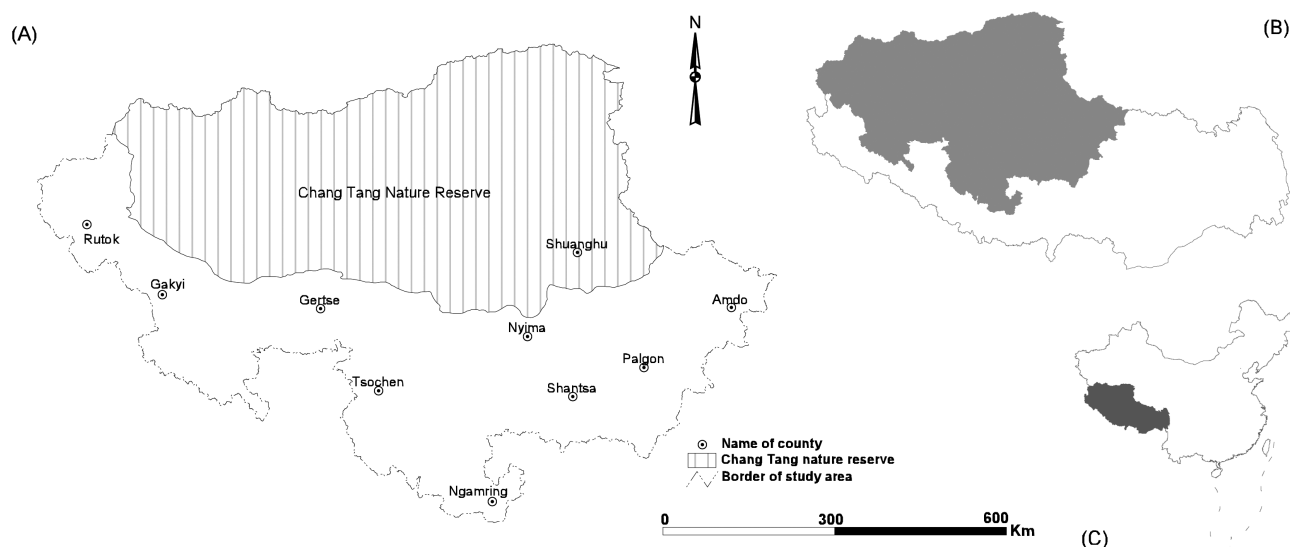 (A)
N
(B)
Chang Tang Nature Reserve
Rutok
Shuanghu
Gakyi
Gertse
Amdo
Nyima
Palgon
Tsochen
Shantsa
Name of county
Chang Tang nature reserve
Border of study area
Ngamring
0 300 600
Km
(C)